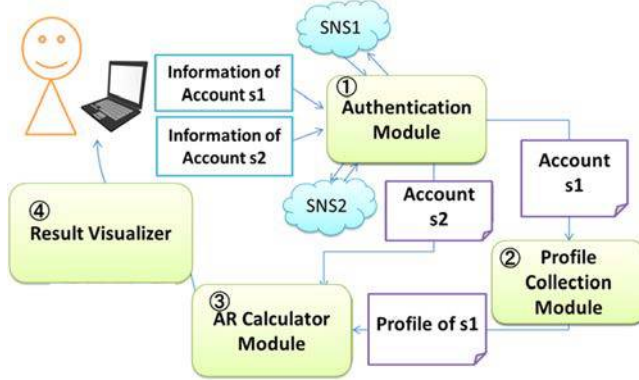 SNS1
Information of
Account s1
Information of
Account s2
①
Authentication
Module
SNS2
Account
s2
Account
s1
②
Profile
Collection
Module
Profile of s1
③
AR Calculator
Module
④
Result Visualizer